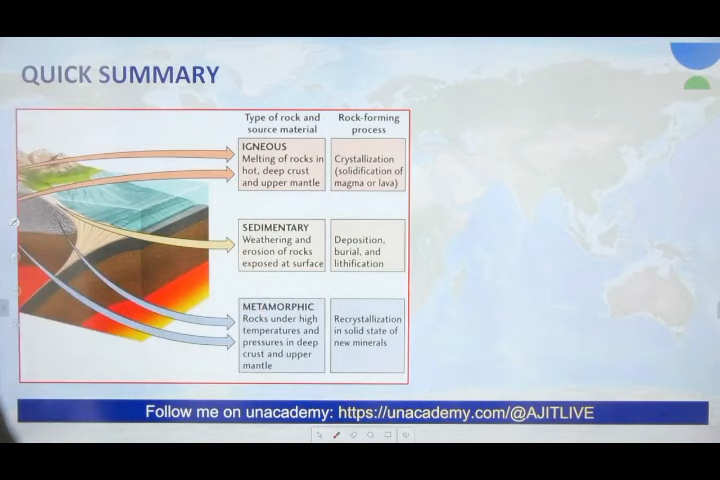 QUICK SUMMARY
Type of rock and
source material
Rock-forming
process
IGNEOUS
Melting of rocks in
hot, deep crust
and upper mantle
Crystallization
(solidification of
magma or lava)
SEDIMENTARY
Weathering and
erosion of rocks
exposed at surface
Deposition,
burial, and
lithification
METAMORPHIC
Rocks under high
temperatures and
pressures in deep
crust and upper
mantle
Recrystallization
in solid state of
new minerals
Follow me on unacademy: https://unacademy.com/@AJITLIVE